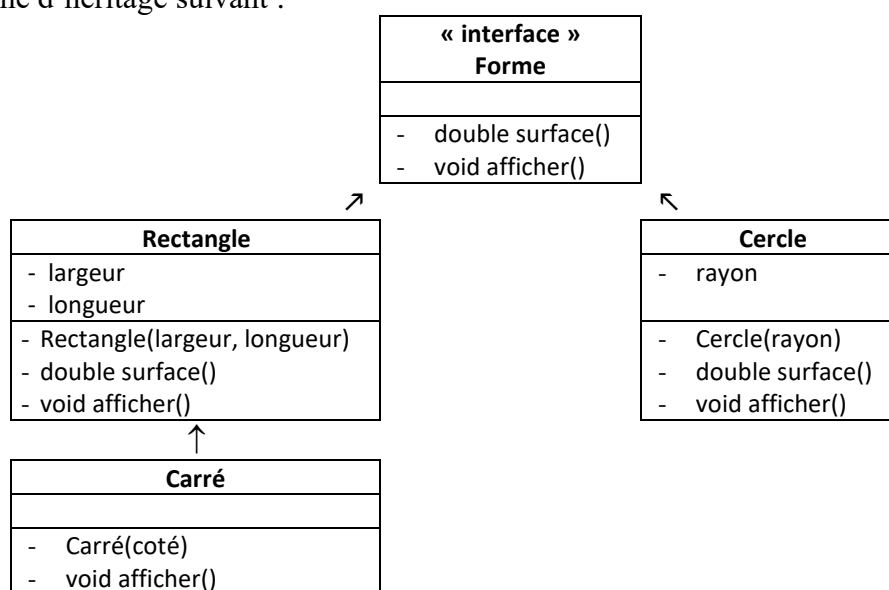 d'héritage suivant :
« interface »
Forme
- double surface()
- void afficher()
Rectangle
- largeur
- longueur
- Rectangle(largeur, longueur)
- double surface()
- void afficher()
Cercle
- rayon
- Cercle(rayon)
- double surface()
- void afficher()
Carré
- Carré(coté)
- void afficher()